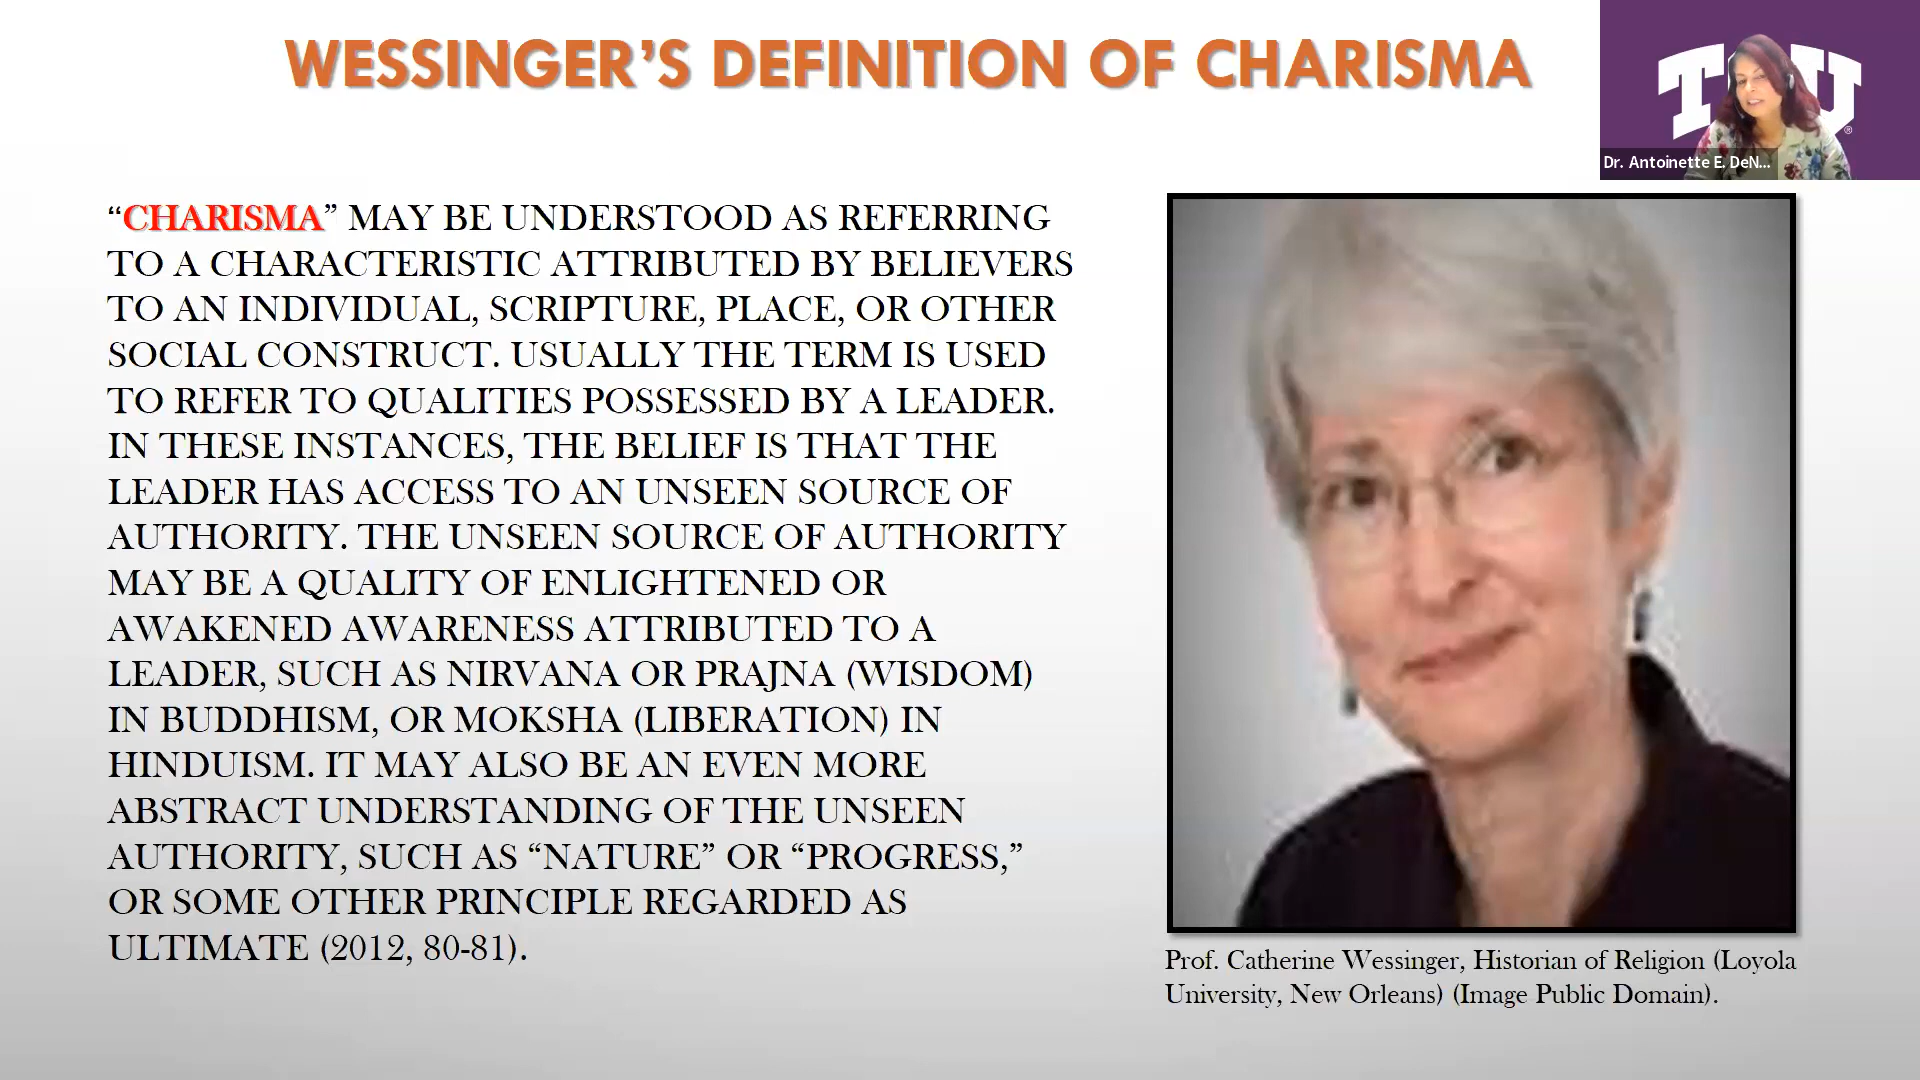 WESSINGER’S DEFINITION OF CHARISMA
Dr. Antoinette E. DeN...
“CHARISMA” MAY BE UNDERSTOOD AS REFERRING
TO A CHARACTERISTIC ATTRIBUTED BY BELIEVERS
TO AN INDIVIDUAL, SCRIPTURE, PLACE, OR OTHER
SOCIAL CONSTRUCT. USUALLY THE TERM IS USED
TO REFER TO QUALITIES POSSESSED BY A LEADER.
IN THESE INSTANCES, THE BELIEF IS THAT THE
LEADER HAS ACCESS TO AN UNSEEN SOURCE OF
AUTHORITY. THE UNSEEN SOURCE OF AUTHORITY
MAY BE A QUALITY OF ENLIGHTENED OR
AWAKENED AWARENESS ATTRIBUTED TO A
LEADER, SUCH AS NIRVANA OR PRAJNA (WISDOM)
IN BUDDHISM, OR MOKSHA (LIBERATION) IN
HINDUISM. IT MAY ALSO BE AN EVEN MORE
ABSTRACT UNDERSTANDING OF THE UNSEEN
AUTHORITY, SUCH AS “NATURE” OR “PROGRESS,”
OR SOME OTHER PRINCIPLE REGARDED AS
ULTIMATE (2012, 80-81).
Prof. Catherine Wessinger, Historian of Religion (Loyola
University, New Orleans) (Image Public Domain).